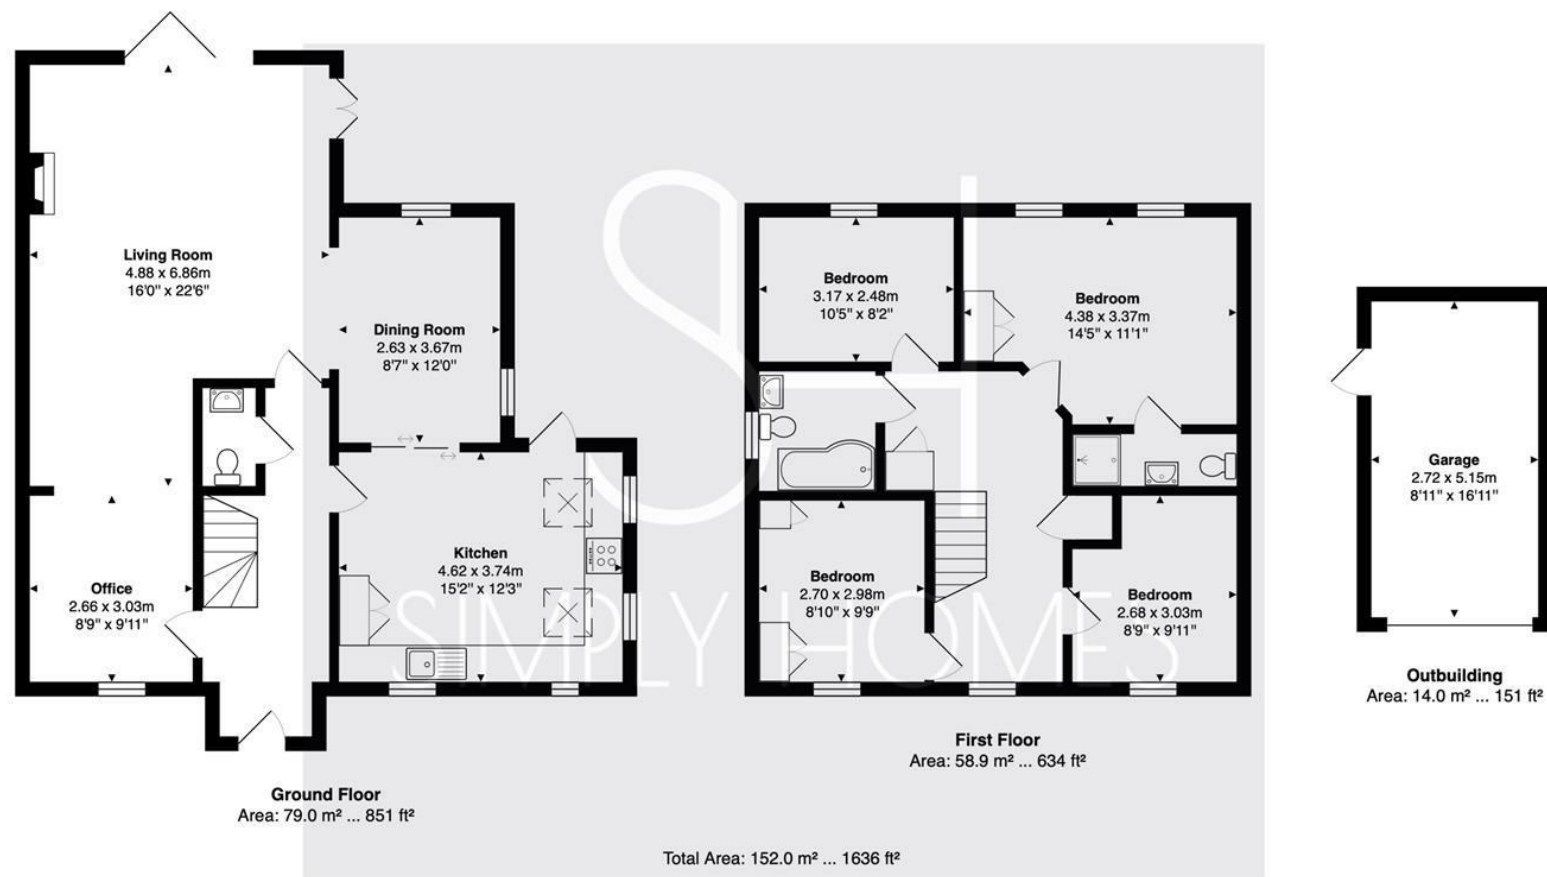 Living Room
4.88 x 6.86m
16'0" x 22'6"
Dining Room
2.63 x 3.67m
8'7" x 12'0"
Office
2.66 x 3.03m
8'9" x 9'11"
Kitchen
4.62 x 3.74m
15'2" x 12'3"
Ground Floor
Area: 79.0 m² ... 851 ft²
Bedroom
3.17 x 2.48m
10'5" x 8'2"
Bedroom
4.38 x 3.37m
14'5" x 11'1"
Bedroom
2.70 x 2.98m
8'10" x 9'9"
Bedroom
2.68 x 3.03m
8'9" x 9'11"
First Floor
Area: 58.9 m² ... 634 ft²
Garage
2.72 x 5.15m
8'11" x 16'11"
Outbuilding
Area: 14.0 m² ... 151 ft²
SH
SIMPLY HOMES
Total Area: 152.0 m² ... 1636 ft²